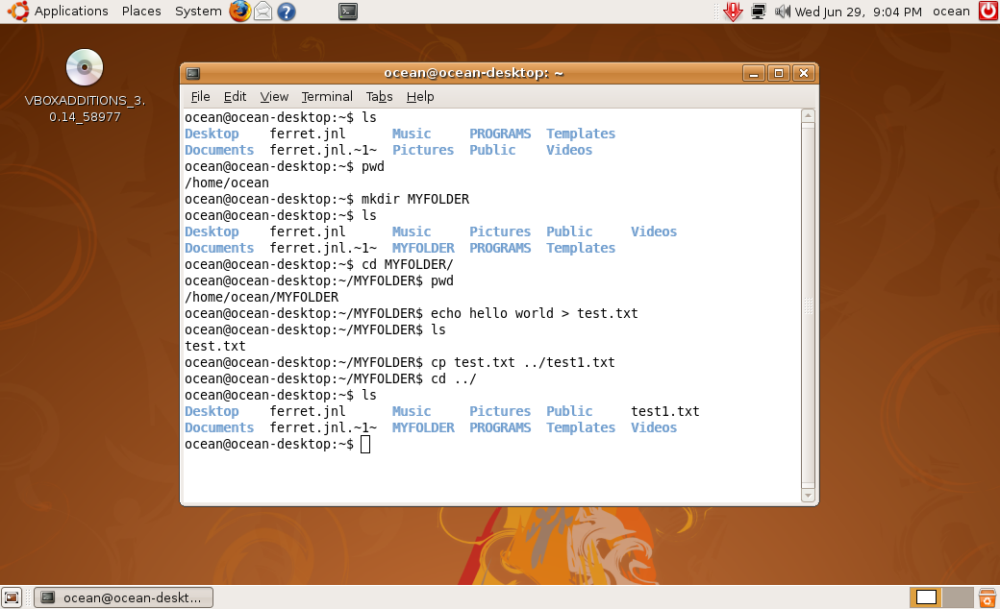 Applications Places System Wed Jun 29, 9:04 PM ocean
VBOXADDITIONS_3.
0.14_58977
ocean@ocean-desktop: ~
File Edit View Terminal Tabs Help
ocean@ocean-desktop:~$ ls
Desktop    ferret.jnl      Music     PROGRAMS  Templates
Documents  ferret.jnl.~1~  Pictures  Public    Videos
ocean@ocean-desktop:~$ pwd
/home/ocean
ocean@ocean-desktop:~$ mkdir MYFOLDER
ocean@ocean-desktop:~$ ls
Desktop    ferret.jnl      Music     Pictures  Public     Videos
Documents  ferret.jnl.~1~  MYFOLDER  PROGRAMS  Templates
ocean@ocean-desktop:~$ cd MYFOLDER/
ocean@ocean-desktop:~/MYFOLDER$ pwd
/home/ocean/MYFOLDER
ocean@ocean-desktop:~/MYFOLDER$ echo hello world > test.txt
ocean@ocean-desktop:~/MYFOLDER$ ls
test.txt
ocean@ocean-desktop:~/MYFOLDER$ cp test.txt ../test1.txt
ocean@ocean-desktop:~/MYFOLDER$ cd ../
ocean@ocean-desktop:~$ ls
Desktop    ferret.jnl      Music     Pictures  Public     test1.txt
Documents  ferret.jnl.~1~  MYFOLDER  PROGRAMS  Templates  Videos
ocean@ocean-desktop:~$
ocean@ocean-deskt...